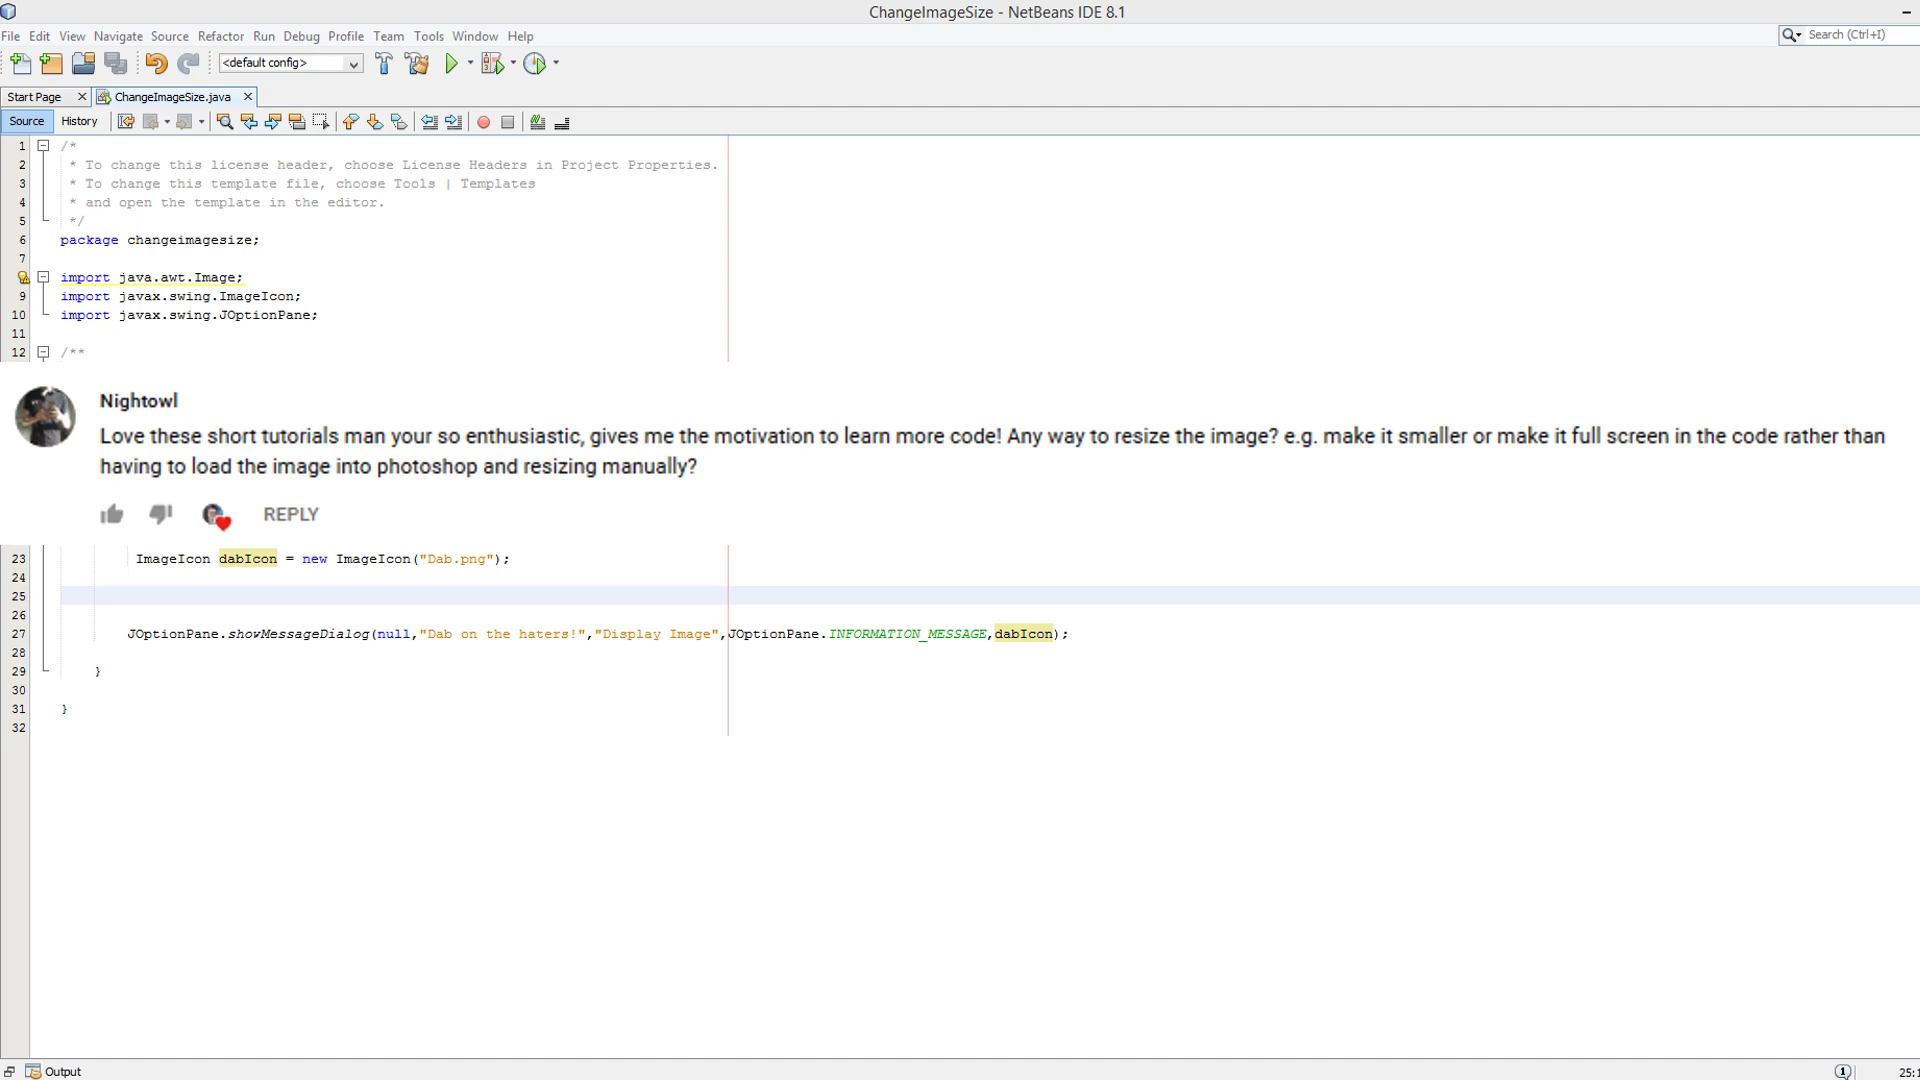 ChangeImageSize - NetBeans IDE 8.1
File Edit View Navigate Source Refactor Run Debug Profile Team Tools Window Help
Search (Ctrl+I)
<default config>
Start Page ChangeImageSize.java
Source History
1 /*
2 * To change this license header, choose License Headers in Project Properties.
3 * To change this template file, choose Tools | Templates
4 * and open the template in the editor.
5 */
6 package changeimagesize;
7
import java.awt.Image;
9 import javax.swing.ImageIcon;
10 import javax.swing.JOptionPane;
11
12 /**
Nightowl
Love these short tutorials man your so enthusiastic, gives me the motivation to learn more code! Any way to resize the image? e.g. make it smaller or make it full screen in the code rather than
having to load the image into photoshop and resizing manually?
REPLY
23 ImageIcon dabIcon = new ImageIcon("Dab.png");
24
25
26
27 JOptionPane.showMessageDialog(null,"Dab on the haters!","Display Image",JOptionPane.INFORMATION_MESSAGE,dabIcon);
28
29 }
30
31 }
32
Output
1
25:1